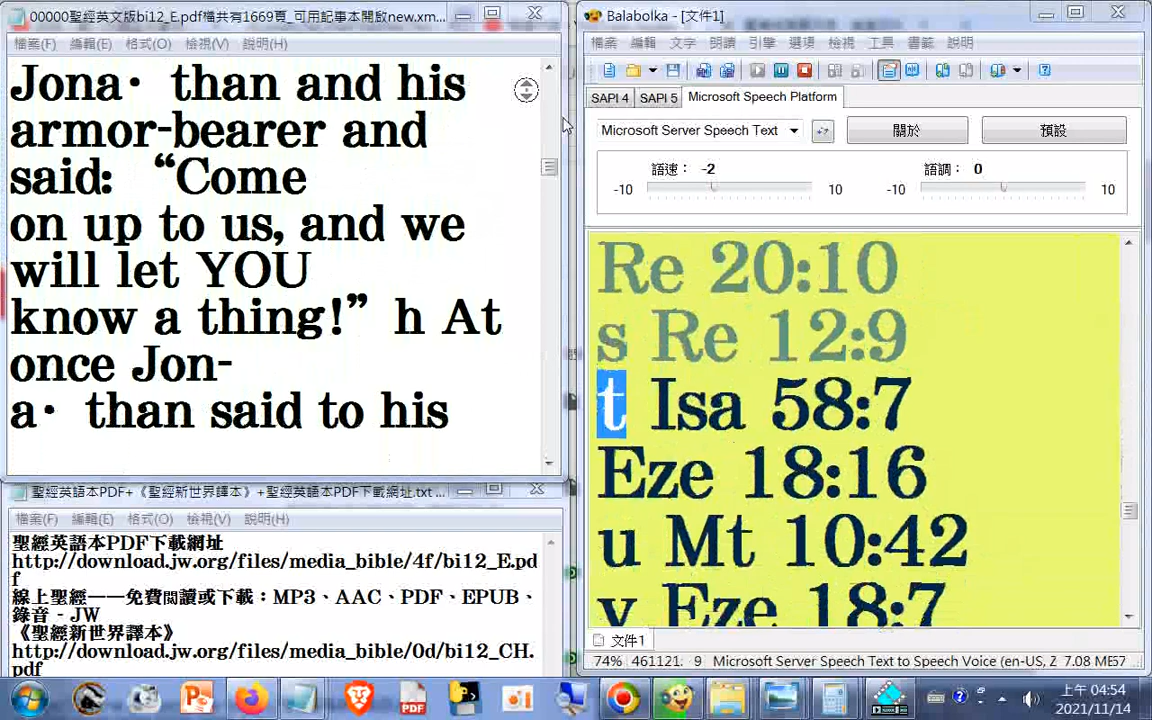 00000聖經英文版bi12_E.pdf檔共有1669頁_可用記事本開啟new.xm...
檔案(F) 編輯(E) 格式(O) 檢視(V) 說明(H)
Jona· than and his
armor-bearer and
said: “Come
on up to us, and we
will let YOU
know a thing!” h At
once Jon-
a· than said to his
聖經英語本PDF+《聖經新世界譯本》+聖經英語本PDF下載網址.txt ...
檔案(F) 編輯(E) 格式(O) 檢視(V) 說明(H)
聖經英語本PDF下載網址
http://download.jw.org/files/media_bible/4f/bi12_E.pd
f
線上聖經——免費閱讀或下載：MP3、AAC、PDF、EPUB、
錄音 - JW
《聖經新世界譯本》
http://download.jw.org/files/media_bible/0d/bi12_CH.
pdf
Balabolka - [文件1]
檔案 編輯 文字 朗讀 引擎 選項 檢視 工具 書籤 說明
SAPI 4 SAPI 5 Microsoft Speech Platform
Microsoft Server Speech Text 關於 預設
語速： -2 語調： 0
-10 10 -10 10
Re 20:10
s Re 12:9
t Isa 58:7
Eze 18:16
u Mt 10:42
v Eze 18:7
文件1
74% 461121: 9 Microsoft Server Speech Text to Speech Voice (en-US, Z 7.08 ME57
上午 04:54
2021/11/14